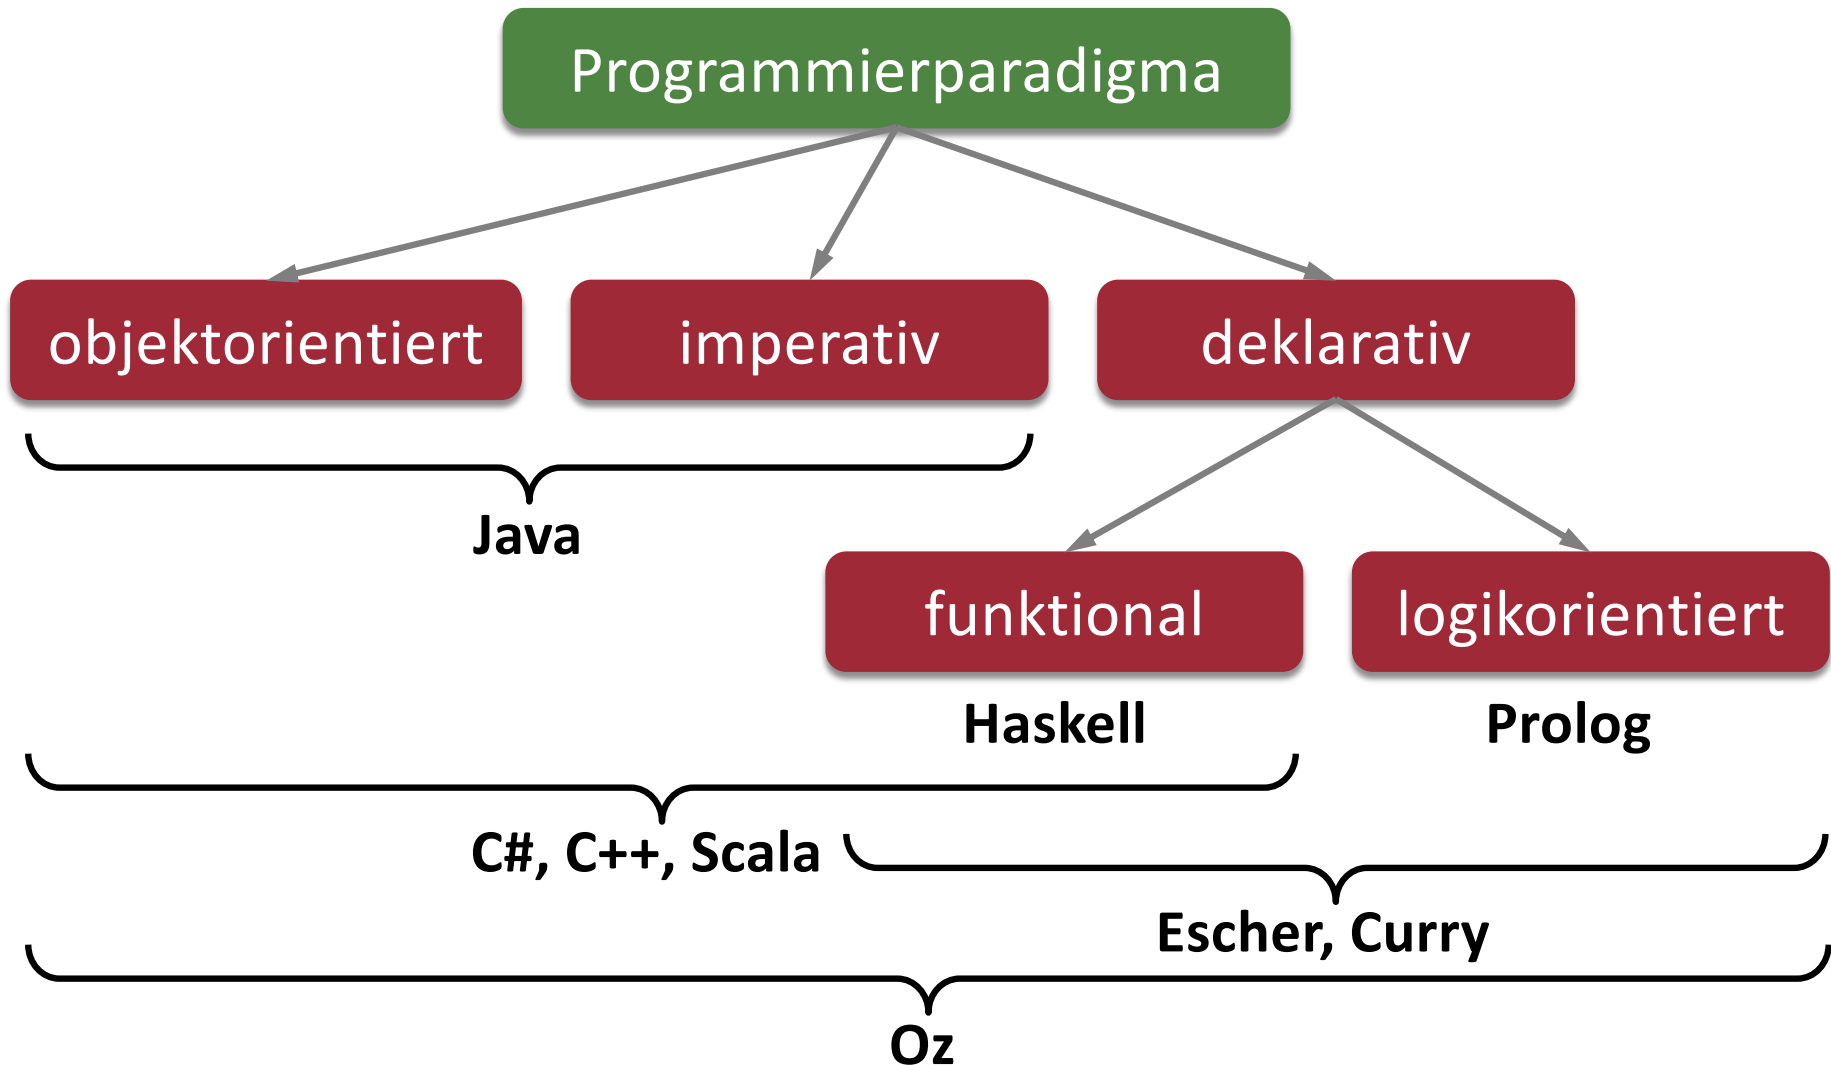 Programmierparadigma
objektorientiert
imperativ
deklarativ
Java
funktional
logikorientiert
Haskell
Prolog
C#, C++, Scala
Escher, Curry
Oz